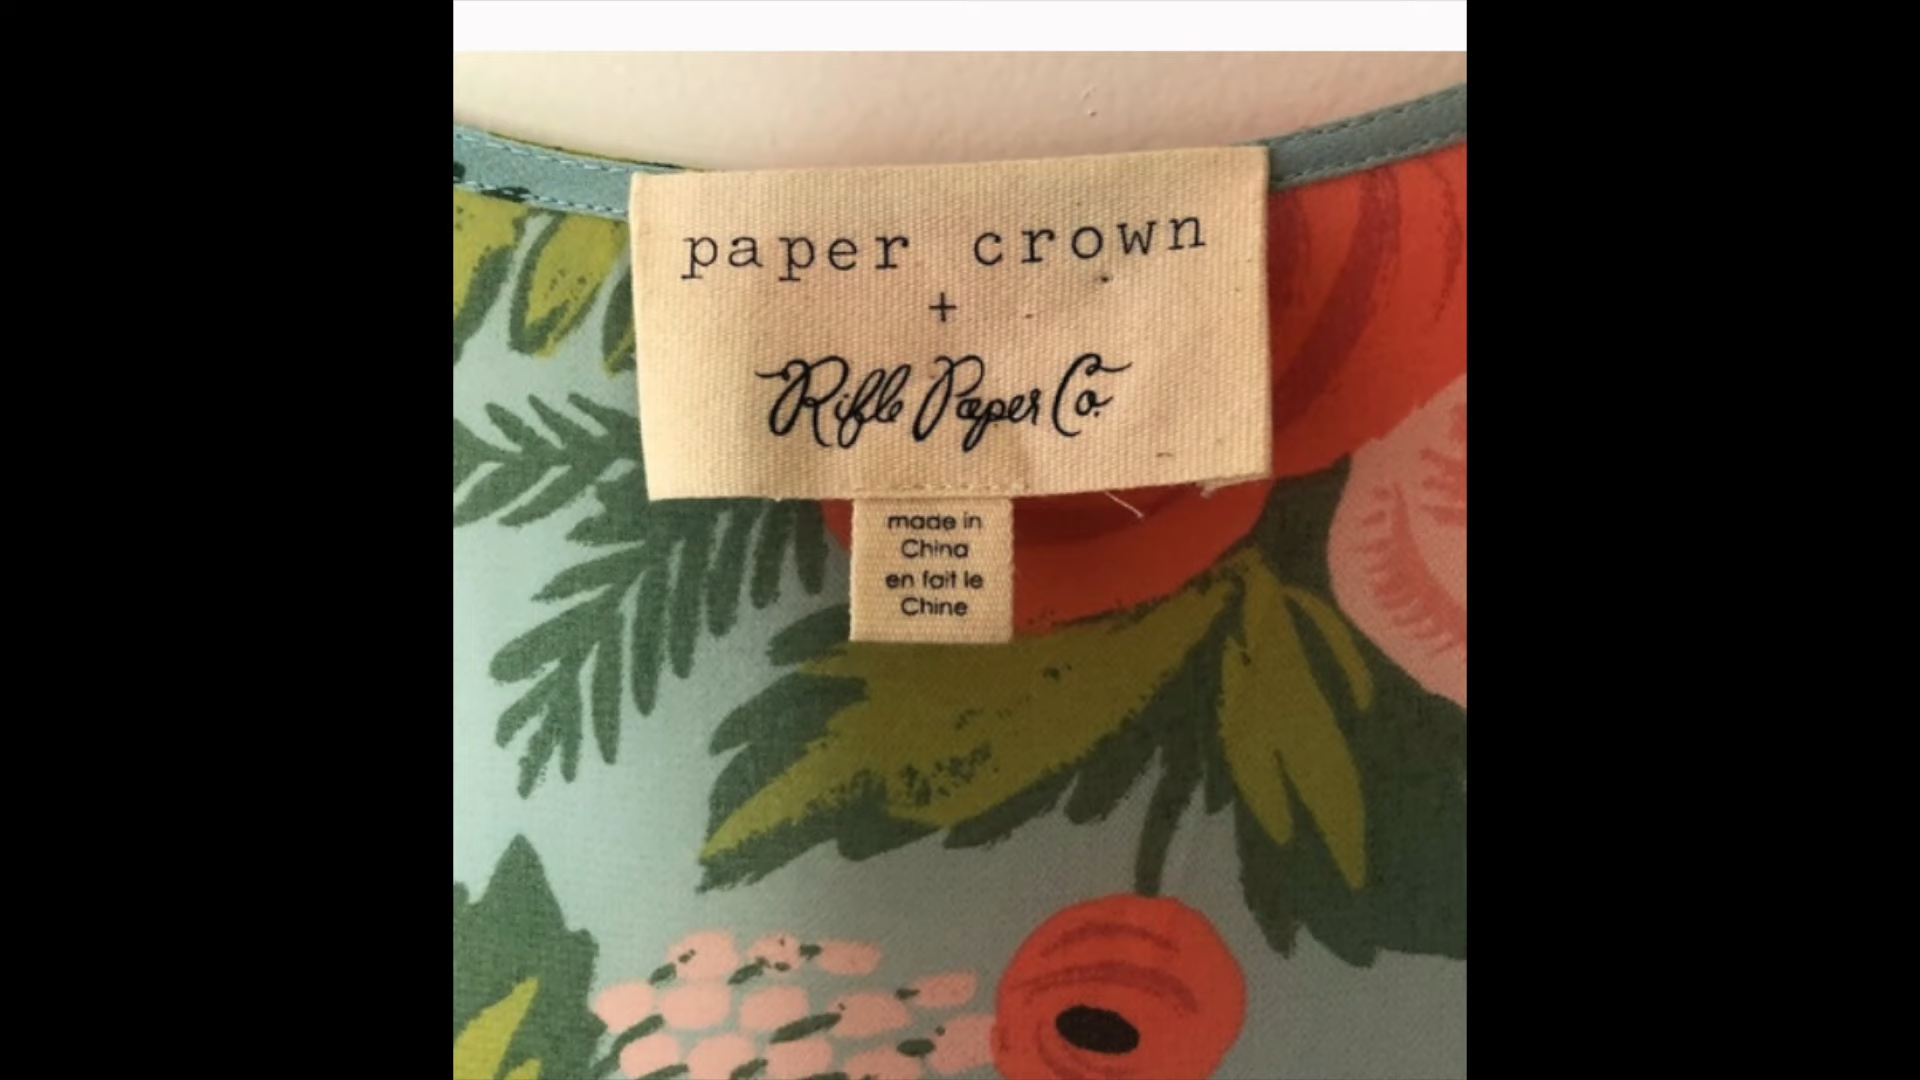 paper crown
+
Rifle Paper Co.
made in
China
en fait le
Chine